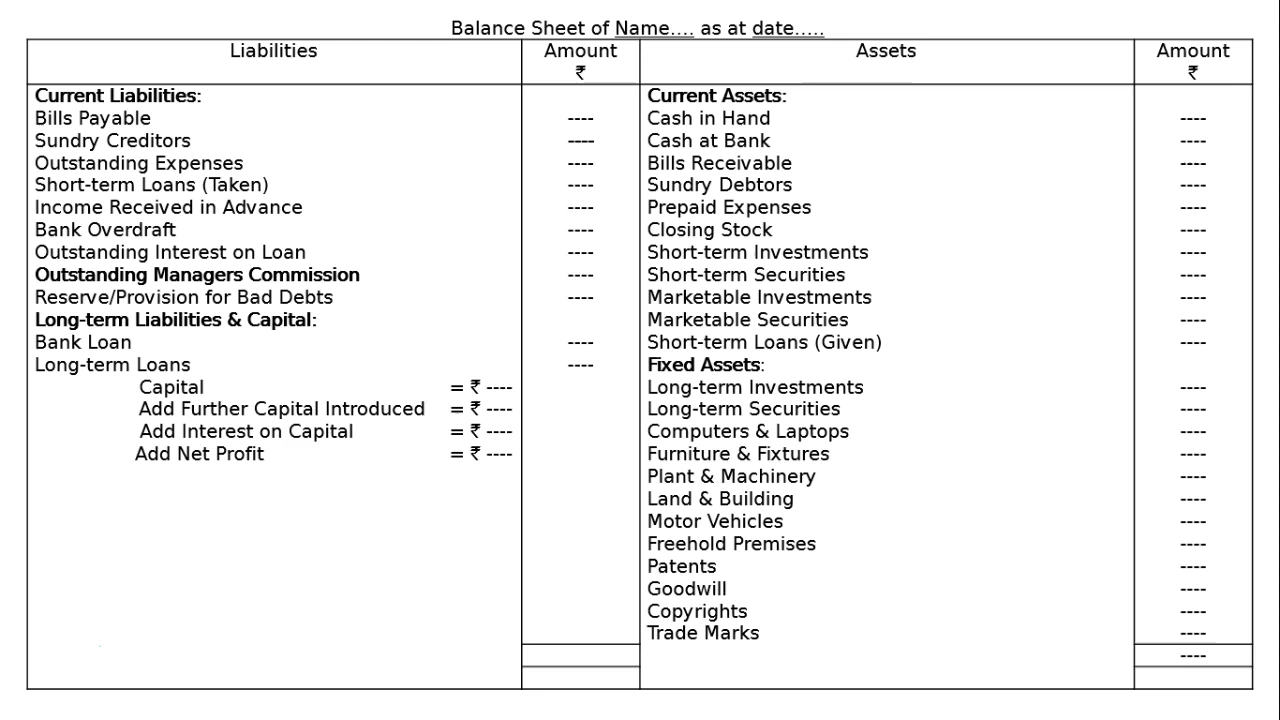 Balance Sheet of Name.... as at date.....
Liabilities Amount ₹ Assets Amount ₹
Current Liabilities: Current Assets:
Bills Payable ---- Cash in Hand ----
Sundry Creditors ---- Cash at Bank ----
Outstanding Expenses ---- Bills Receivable ----
Short-term Loans (Taken) ---- Sundry Debtors ----
Income Received in Advance ---- Prepaid Expenses ----
Bank Overdraft ---- Closing Stock ----
Outstanding Interest on Loan ---- Short-term Investments ----
Outstanding Managers Commission ---- Short-term Securities ----
Reserve/Provision for Bad Debts ---- Marketable Investments ----
Long-term Liabilities & Capital: Marketable Securities ----
Bank Loan ---- Short-term Loans (Given) ----
Long-term Loans ---- Fixed Assets:
Capital = ₹ ---- Long-term Investments ----
Add Further Capital Introduced = ₹ ---- Long-term Securities ----
Add Interest on Capital = ₹ ---- Computers & Laptops ----
Add Net Profit = ₹ ---- Furniture & Fixtures ----
Plant & Machinery ----
Land & Building ----
Motor Vehicles ----
Freehold Premises ----
Patents ----
Goodwill ----
Copyrights ----
Trade Marks ----
----